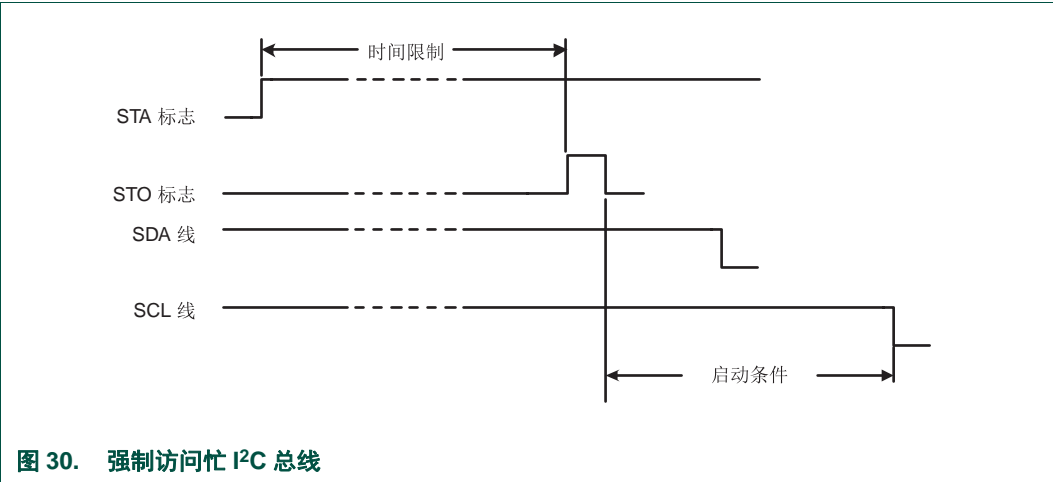 时间限制
STA 标志
STO 标志
SDA 线
SCL 线
启动条件
图 30. 强制访问忙 I²C 总线